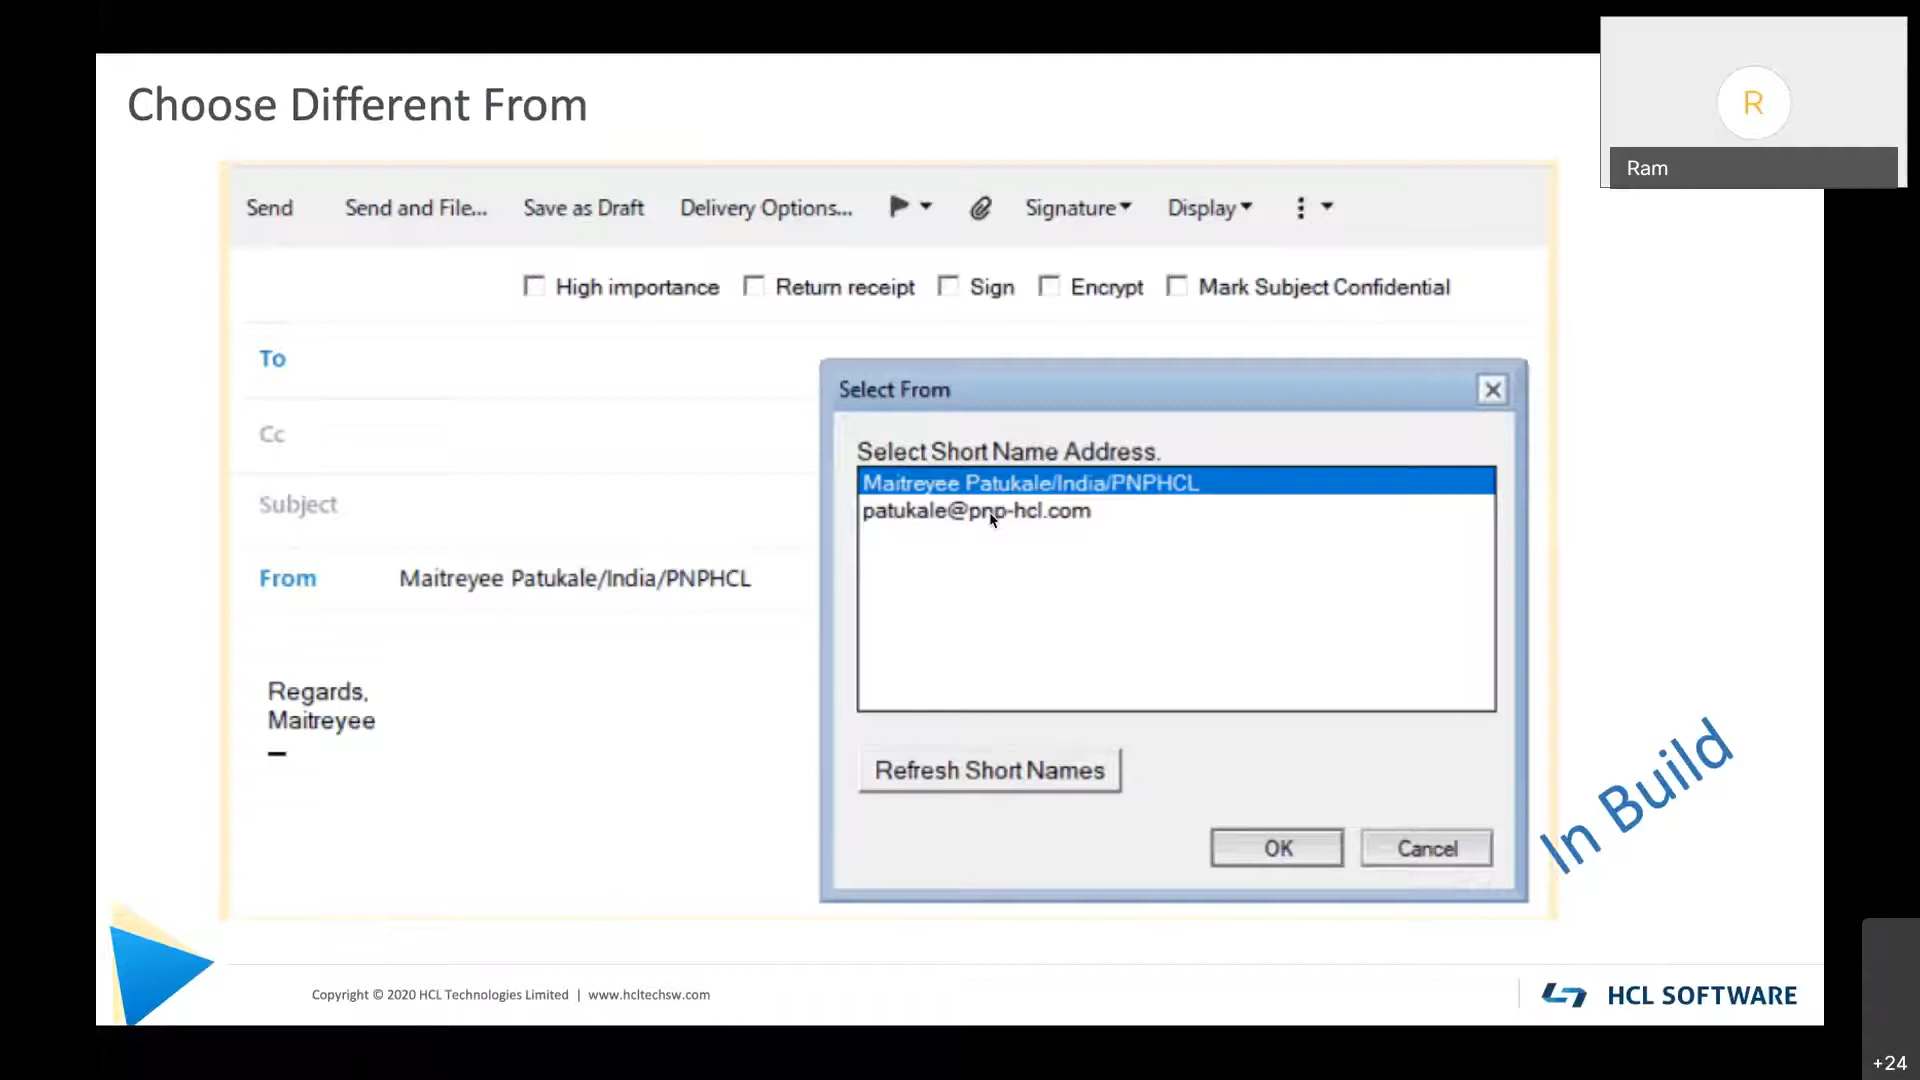 Choose Different From
R
Ram
Send Send and File... Save as Draft Delivery Options... Signature Display
High importance Return receipt Sign Encrypt Mark Subject Confidential
To
Cc
Subject
From Maitreyee Patukale/India/PNPHCL
Regards,
Maitreyee
Select From
Select Short Name Address.
Maitreyee Patukale/India/PNPHCL
patukale@pnp-hcl.com
Refresh Short Names
OK Cancel
In Build
Copyright © 2020 HCL Technologies Limited | www.hcltechsw.com
HCL SOFTWARE
+24